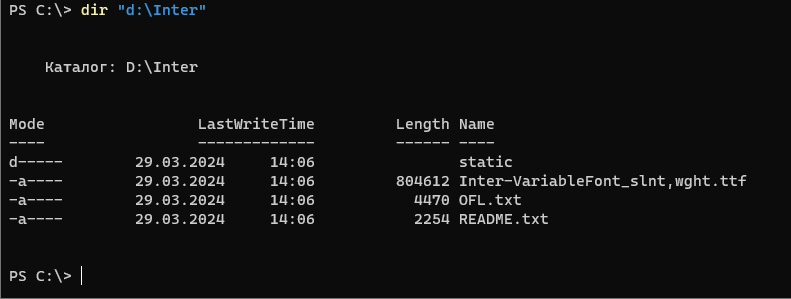 PS C:\> dir "d:\Inter"
Каталог: D:\Inter
Mode LastWriteTime Length Name
---- ------------- ------ ----
d----- 29.03.2024 14:06 static
-a---- 29.03.2024 14:06 804612 Inter-VariableFont_slnt,wght.ttf
-a---- 29.03.2024 14:06 4470 OFL.txt
-a---- 29.03.2024 14:06 2254 README.txt
PS C:\>